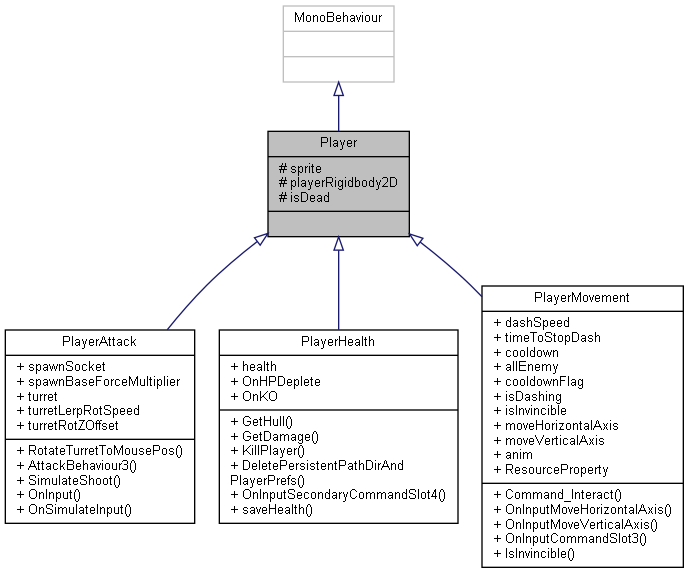 MonoBehaviour
Player
# sprite
# playerRigidbody2D
# isDead
PlayerAttack
+ spawnSocket
+ spawnBaseForceMultiplier
+ turret
+ turretLerpRotSpeed
+ turretRotZOffset
+ RotateTurretToMousePos()
+ AttackBehaviour3()
+ SimulateShoot()
+ OnInput()
+ OnSimulateInput()
PlayerHealth
+ health
+ OnHPDeplete
+ OnKO
+ GetHull()
+ GetDamage()
+ KillPlayer()
+ DeletePersistentPathDirAnd
PlayerPrefs()
+ OnInputSecondaryCommandSlot4()
+ saveHealth()
PlayerMovement
+ dashSpeed
+ timeToStopDash
+ cooldown
+ allEnemy
+ cooldownFlag
+ isDashing
+ isInvincible
+ moveHorizontalAxis
+ moveVerticalAxis
+ anim
+ ResourceProperty
+ Command_Interact()
+ OnInputMoveHorizontalAxis()
+ OnInputMoveVerticalAxis()
+ OnInputCommandSlot3()
+ IsInvincible()